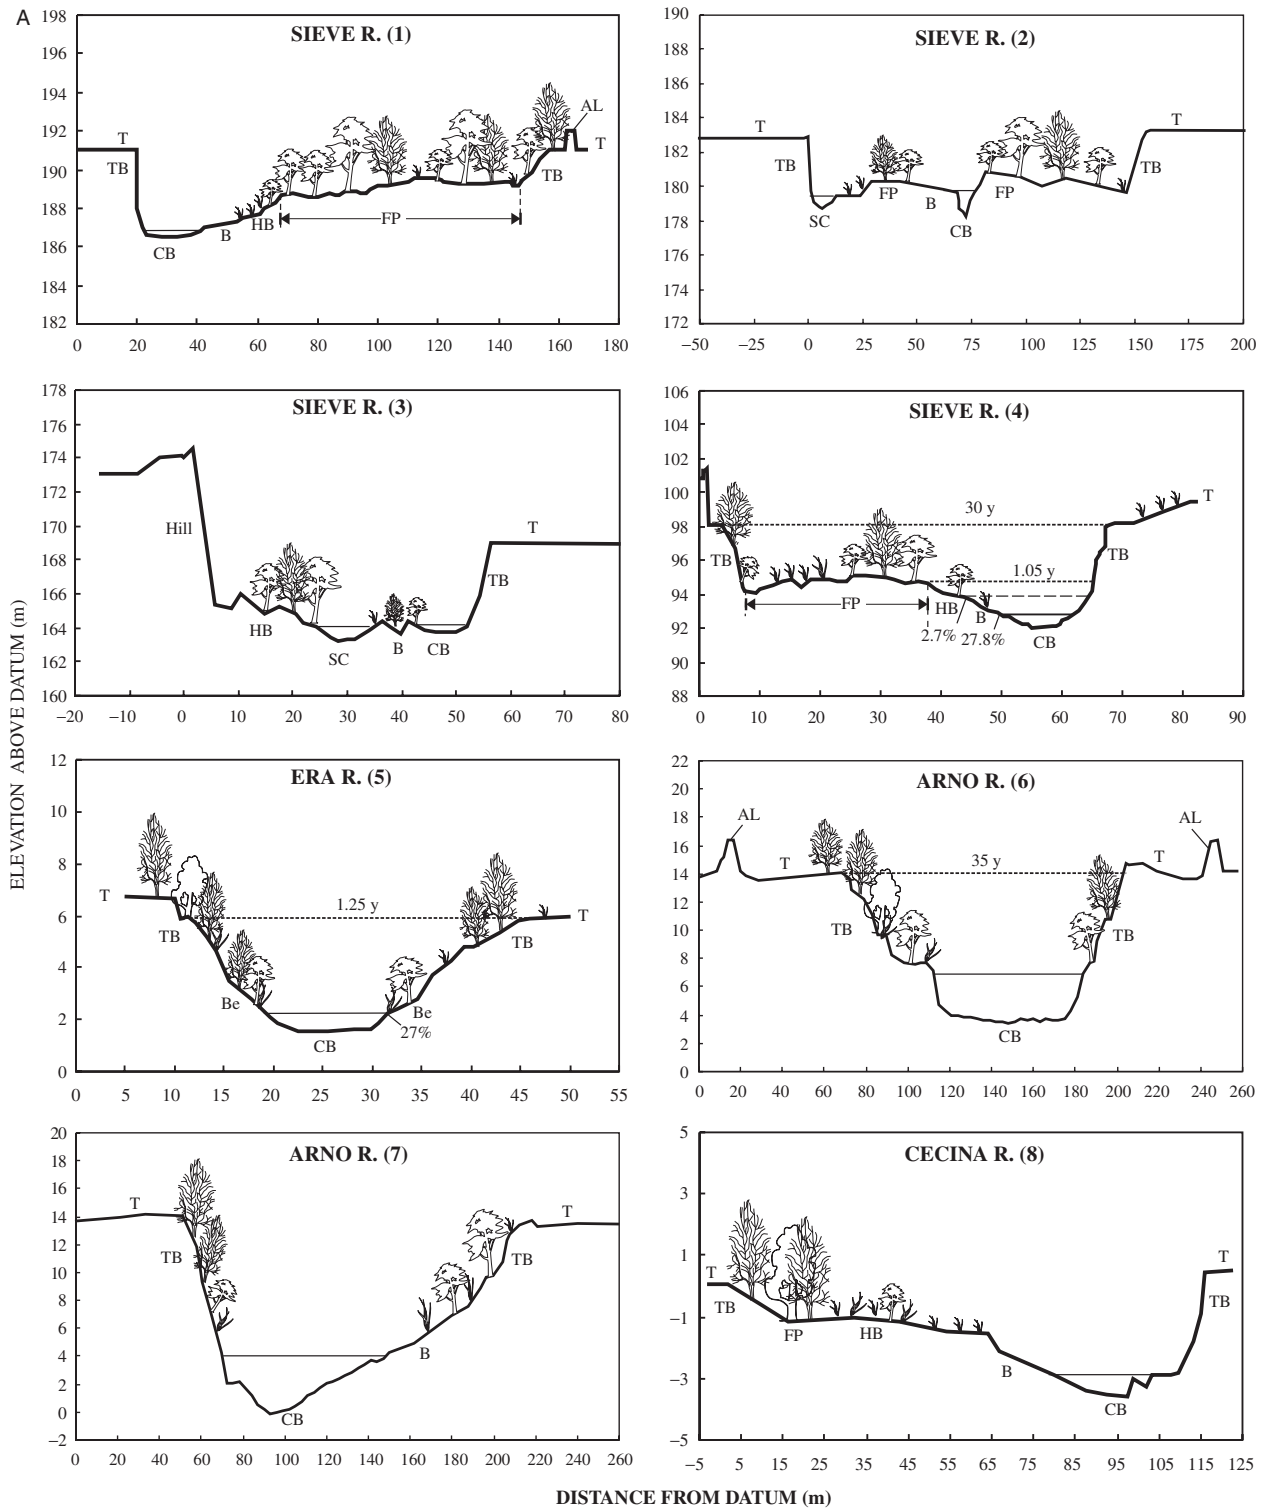 A
ELEVATION ABOVE DATUM (m)
SIEVE R. (1)
198
196
194
192
190
188
186
184
182
T
TB
CB
B
HB
FP
TB
AL
T
0 20 40 60 80 100 120 140 160 180
SIEVE R. (2)
190
188
186
184
182
180
178
176
174
172
T
TB
SC
FP
B
CB
FP
TB
T
−50 −25 0 25 50 75 100 125 150 175 200
SIEVE R. (3)
178
176
174
172
170
168
166
164
162
160
Hill
HB
SC
B
CB
TB
T
−20 −10 0 10 20 30 40 50 60 70 80
SIEVE R. (4)
106
104
102
100
98
96
94
92
90
88
30 y
1.05 y
T
TB
TB
FP
HB
B
2.7% 27.8%
CB
0 10 20 30 40 50 60 70 80 90
ERA R. (5)
12
10
8
6
4
2
0
T
TB
1.25 y
T
TB
Be
Be
27%
CB
0 5 10 15 20 25 30 35 40 45 50 55
ARNO R. (6)
22
20
18
16
14
12
10
8
6
4
2
0
AL
T
35 y
T
AL
TB
TB
CB
0 20 40 60 80 100 120 140 160 180 200 220 240 260
ARNO R. (7)
20
18
16
14
12
10
8
6
4
2
0
−2
T
TB
CB
B
TB
T
0 20 40 60 80 100 120 140 160 180 200 220 240 260
CECINA R. (8)
5
3
1
−1
−3
−5
T
TB
FP
HB
B
CB
TB
T
−5 5 15 25 35 45 55 65 75 85 95 105 115 125
DISTANCE FROM DATUM (m)